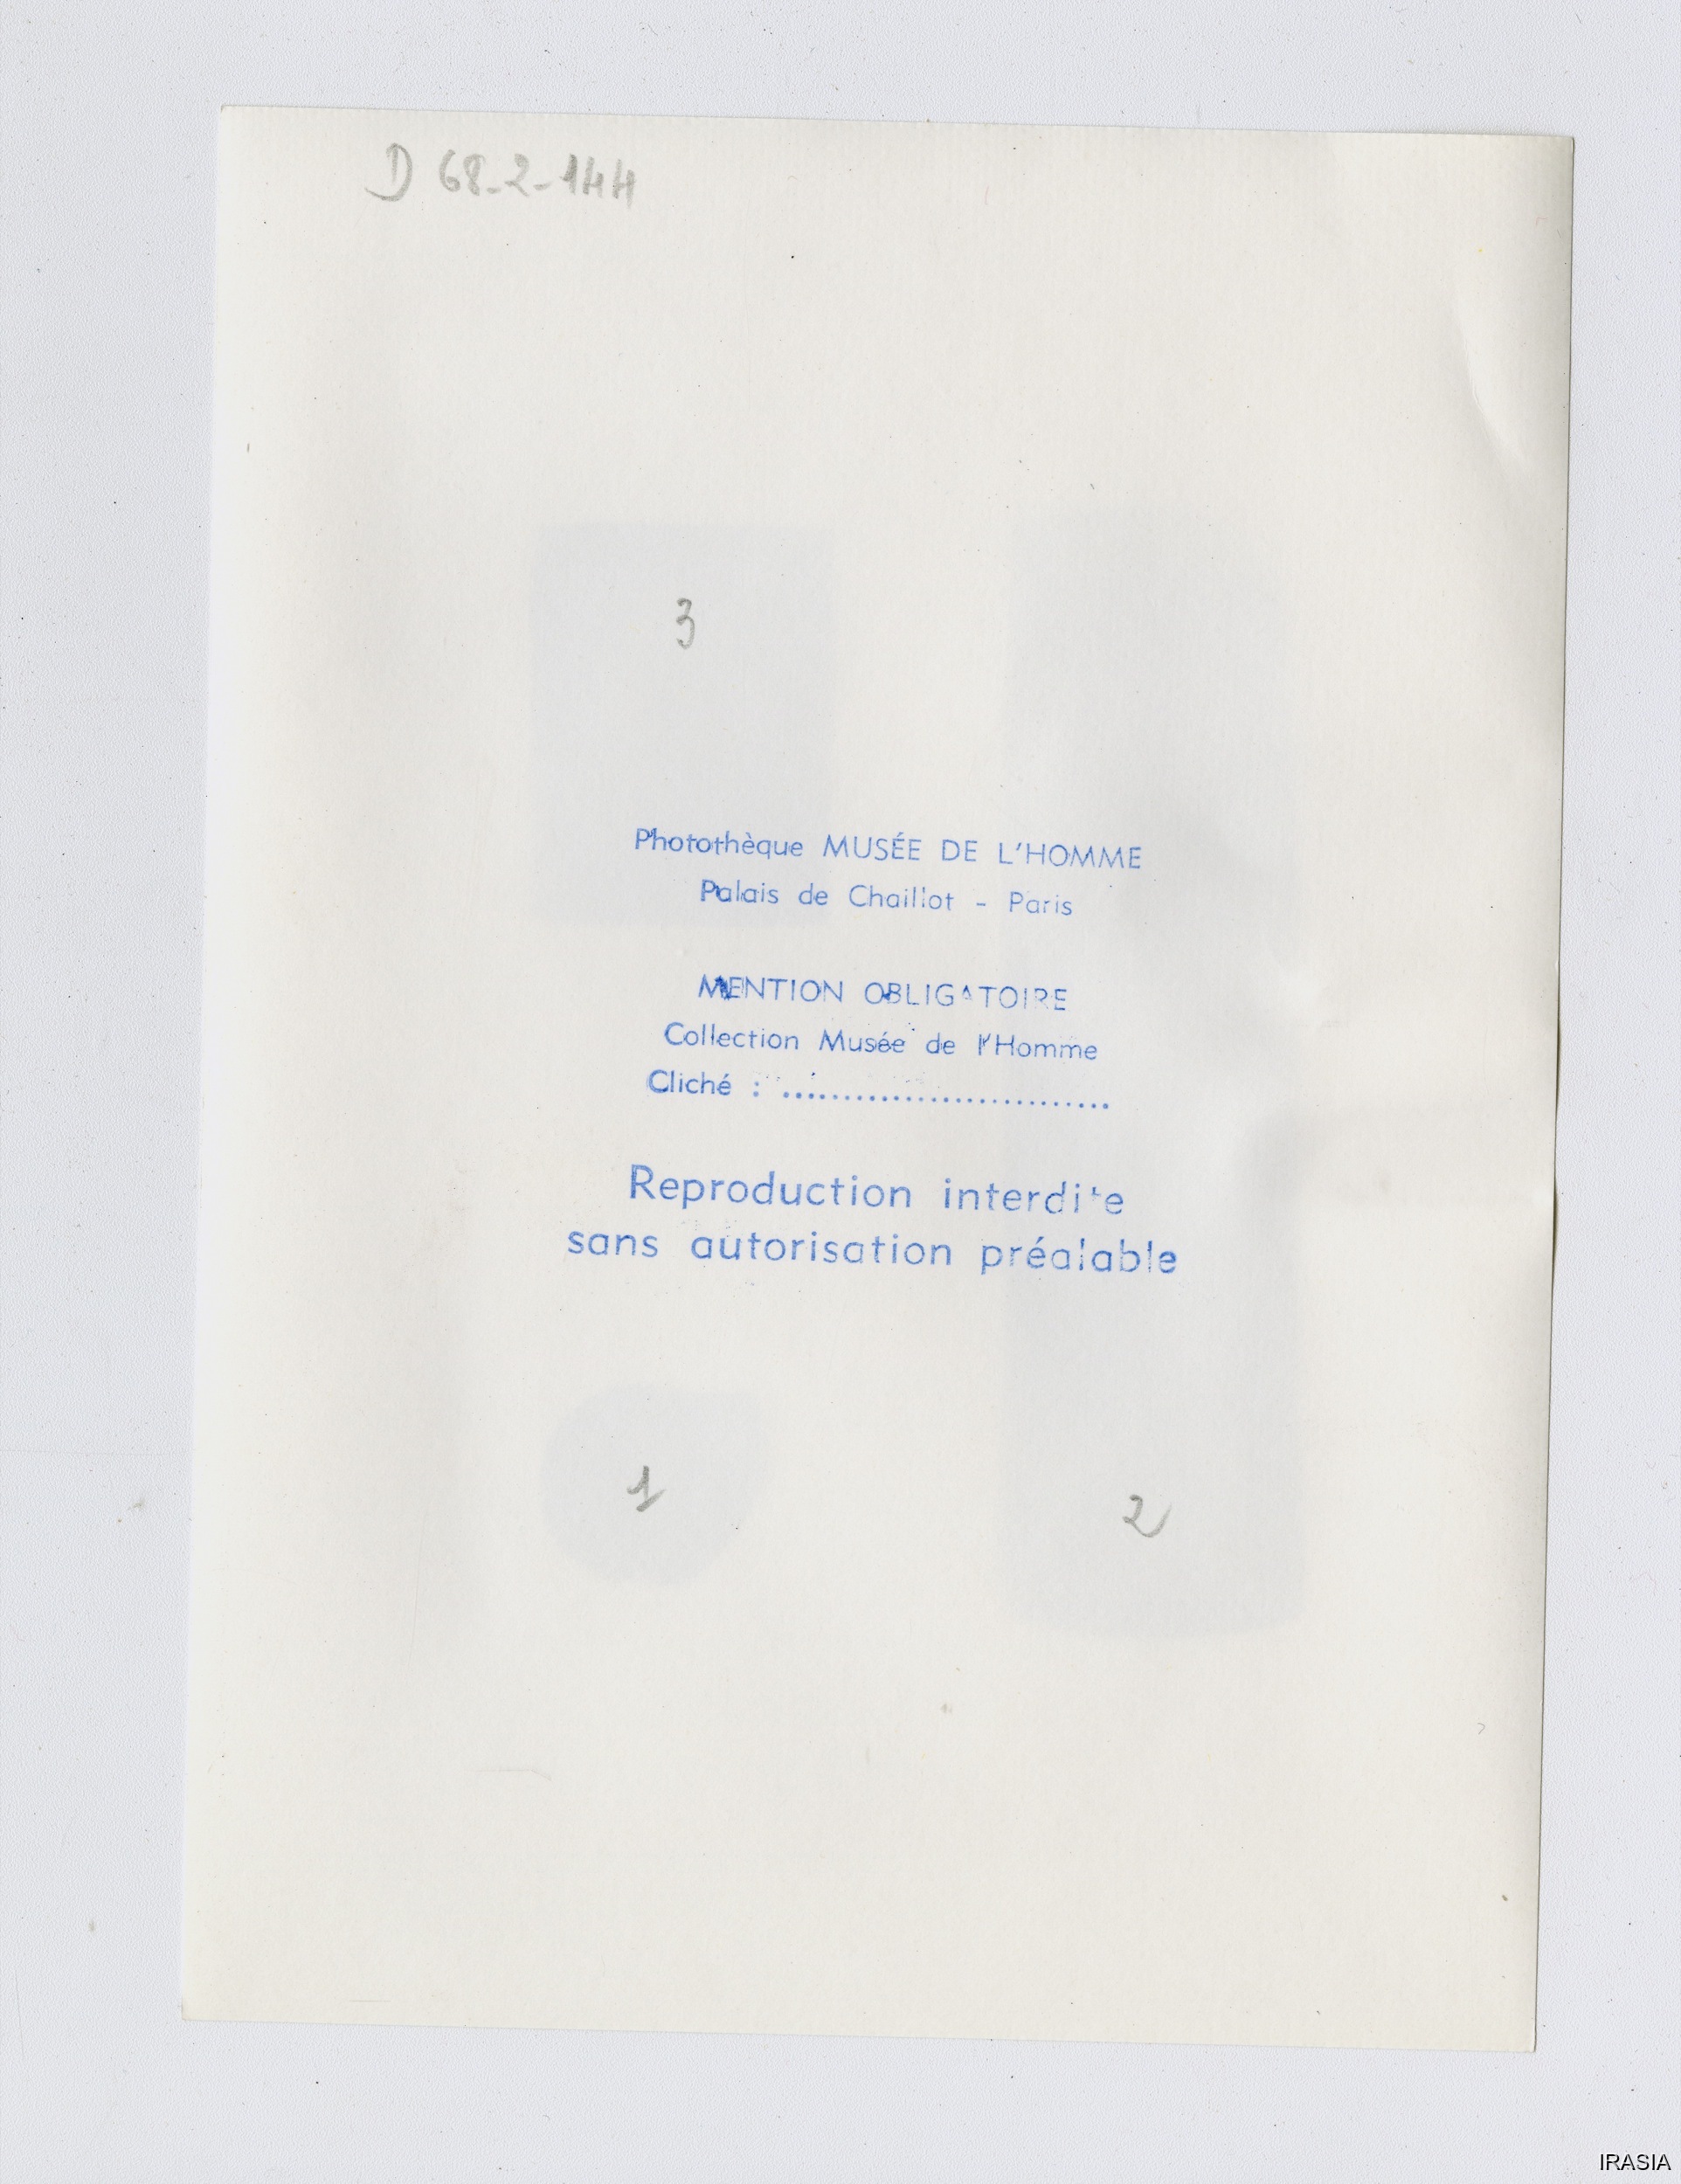 D 68-2-144
3
Photothèque MUSÉE DE L'HOMME
Palais de Chaillot - Paris
MENTION OBLIGATOIRE
Collection Musée de l'Homme
Cliché : ............................
Reproduction interdite
sans autorisation préalable
1
2
IRASIA